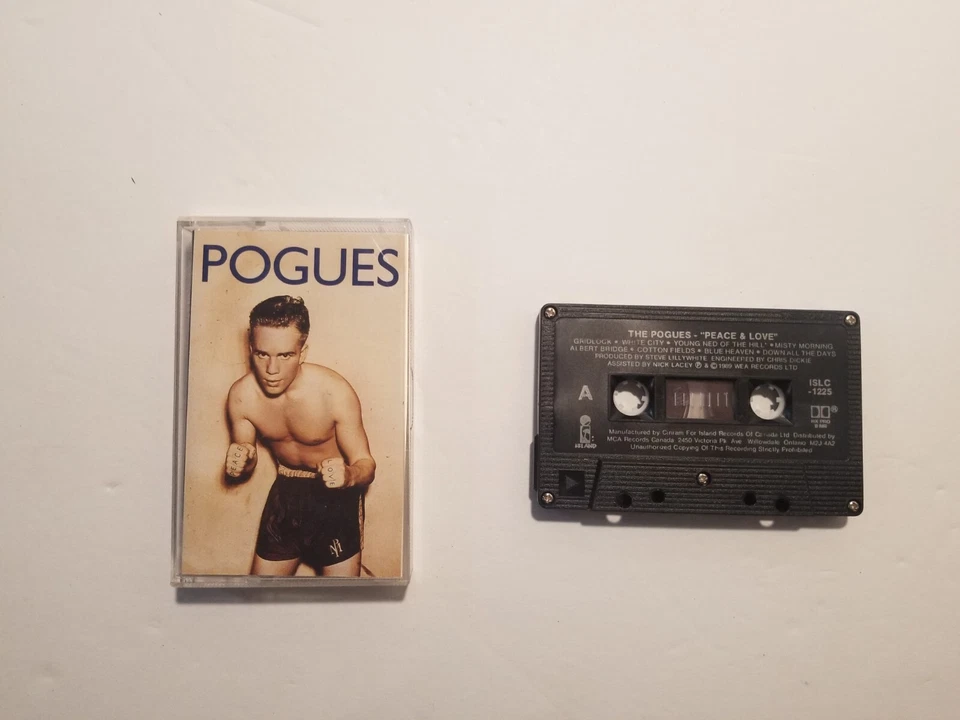 POGUES
PEACE
LOVE
THE POGUES - "PEACE & LOVE"
GRIDLOCK • WHITE CITY • YOUNG NED OF THE HILL • MISTY MORNING
ALBERT BRIDGE • COTTON FIELDS • BLUE HEAVEN • DOWN ALL THE DAYS
PRODUCED BY STEVE LILLYWHITE ENGINEERED BY CHRIS DICKIE
ASSISTED BY NICK LACEY ℗ & © 1989 WEA RECORDS LTD
A
ISLC
-1225
ISLAND
Manufactured by Cinram For Island Records Of Canada Ltd Distributed by
MCA Records Canada 2450 Victoria Pk Ave Willowdale Ontario M2J 4A2
Unauthorized Copying Of This Recording Strictly Prohibited